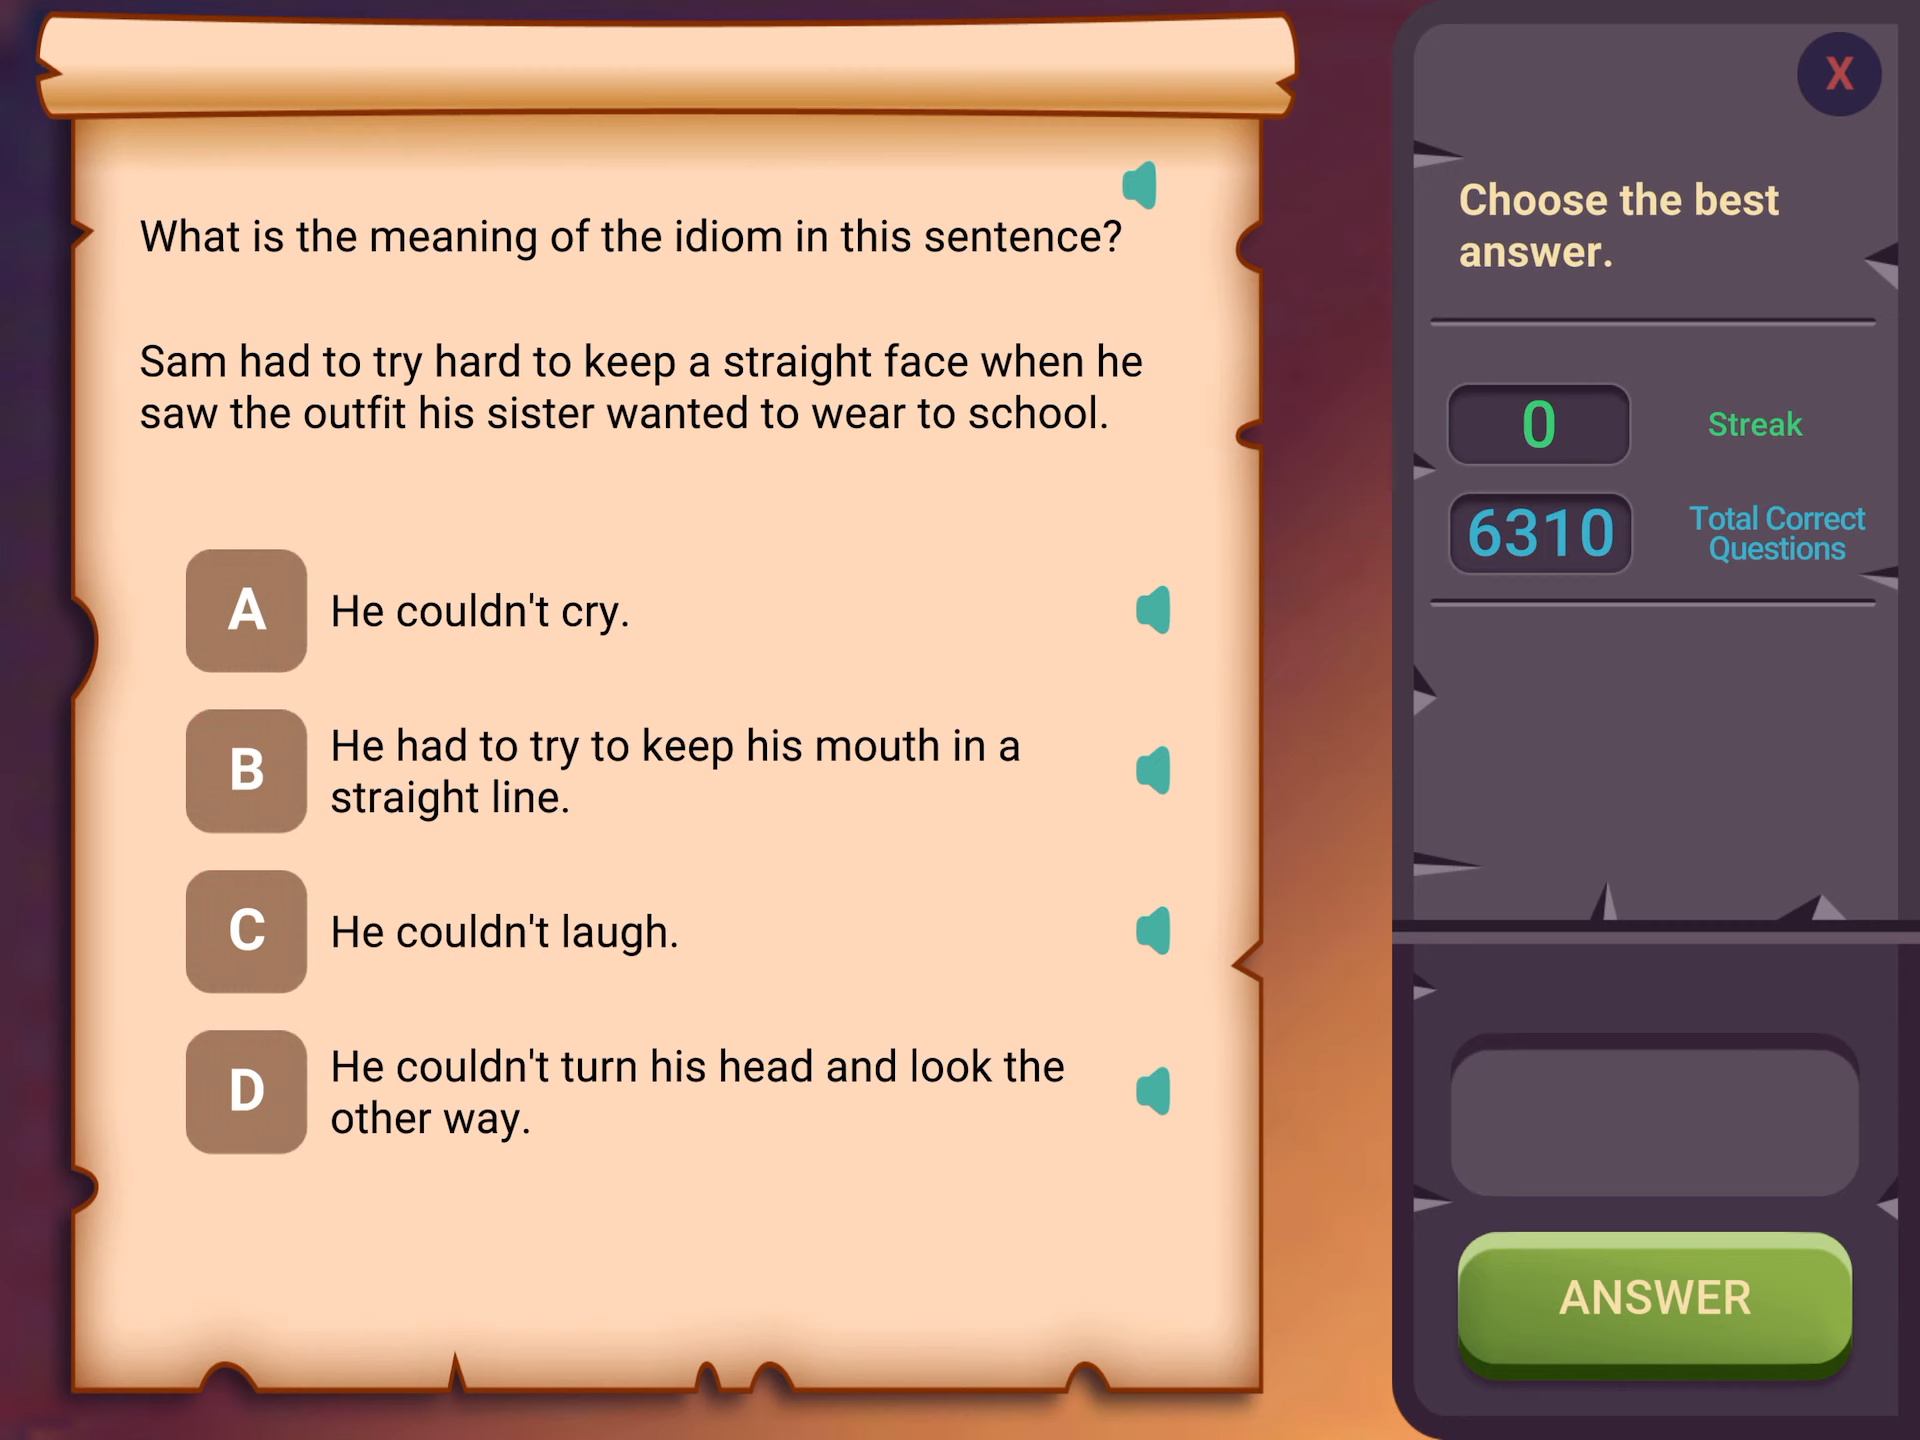 What is the meaning of the idiom in this sentence?
Sam had to try hard to keep a straight face when he
saw the outfit his sister wanted to wear to school.
A
He couldn't cry.
B
He had to try to keep his mouth in a
straight line.
C
He couldn't laugh.
D
He couldn't turn his head and look the
other way.
X
Choose the best
answer.
0
Streak
6310
Total Correct
Questions
ANSWER